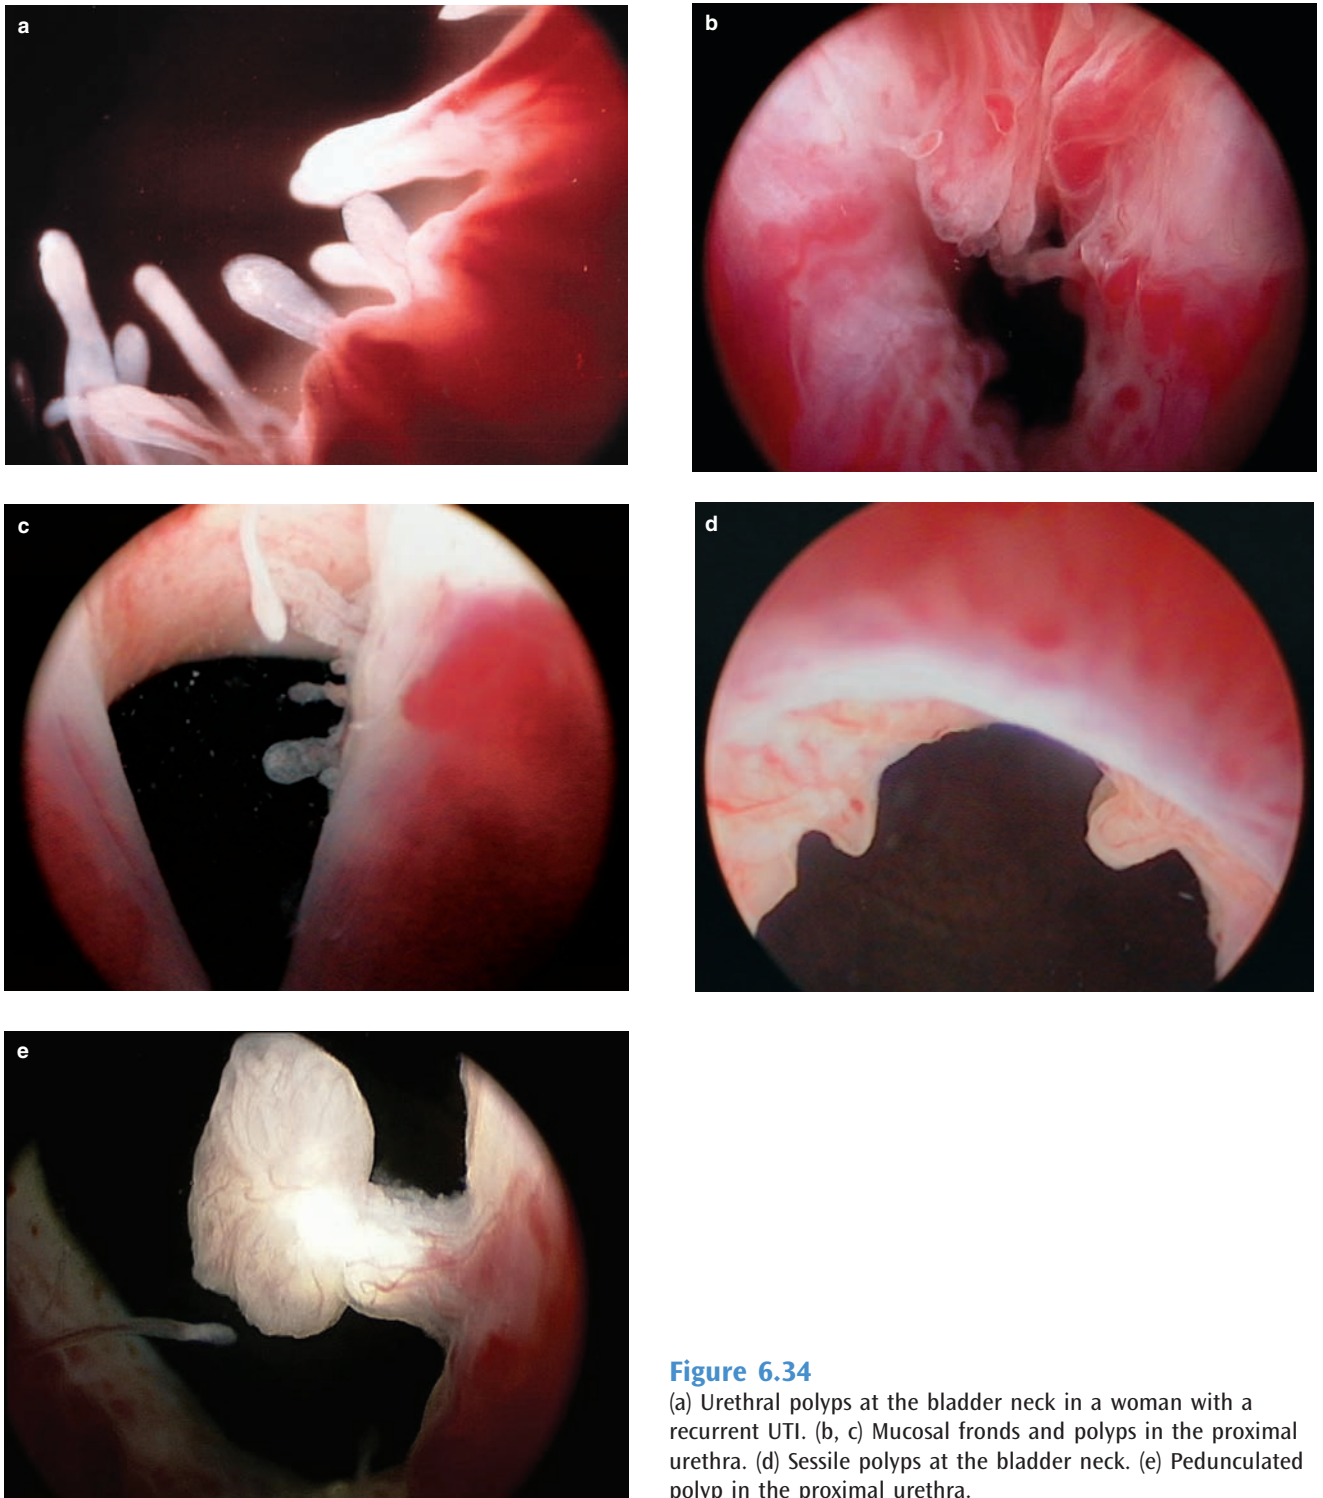 a
b
c
d
e
Figure 6.34
(a) Urethral polyps at the bladder neck in a woman with a
recurrent UTI. (b, c) Mucosal fronds and polyps in the proximal
urethra. (d) Sessile polyps at the bladder neck. (e) Pedunculated
polyp in the proximal urethra.